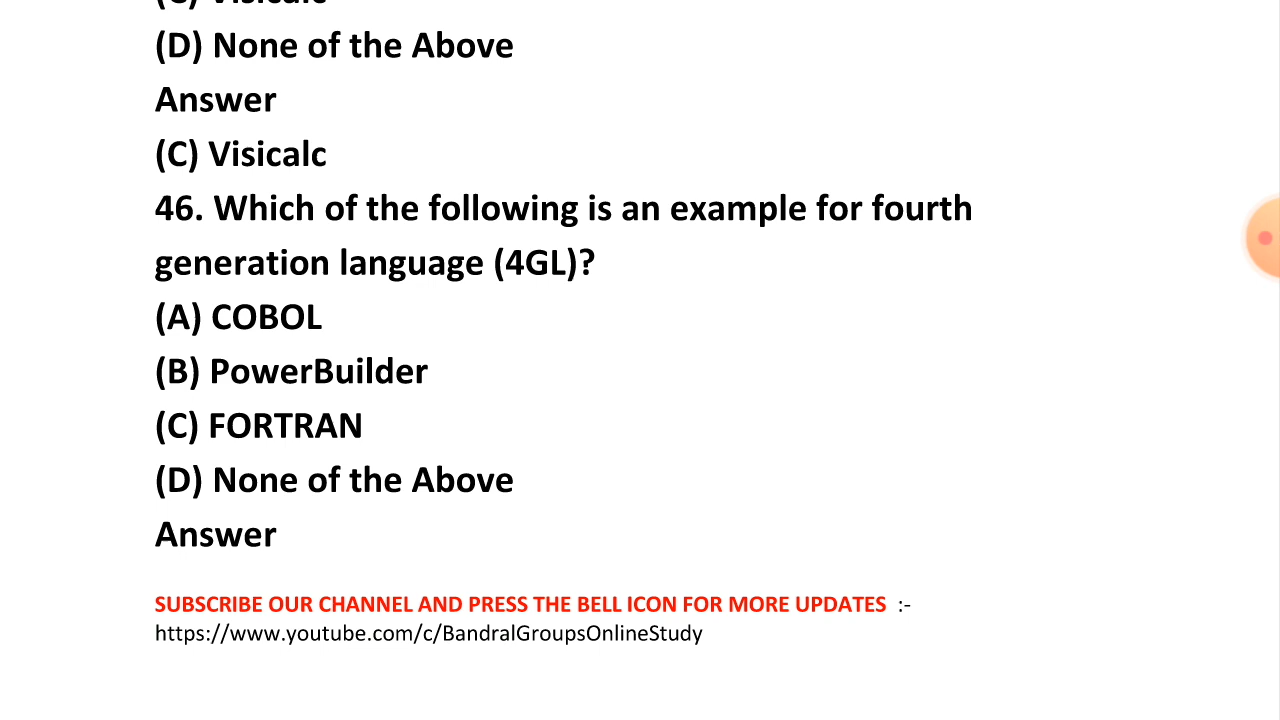 (C) Visicalc
(D) None of the Above
Answer
(C) Visicalc
46. Which of the following is an example for fourth
generation language (4GL)?
(A) COBOL
(B) PowerBuilder
(C) FORTRAN
(D) None of the Above
Answer
SUBSCRIBE OUR CHANNEL AND PRESS THE BELL ICON FOR MORE UPDATES :-
https://www.youtube.com/c/BandralGroupsOnlineStudy